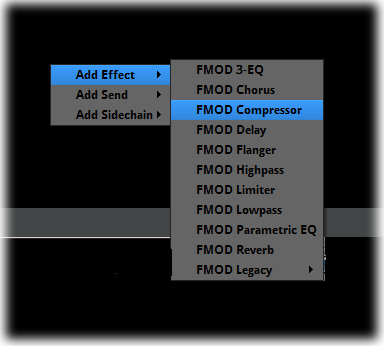 Add Effect
Add Send
Add Sidechain
FMOD 3-EQ
FMOD Chorus
FMOD Compressor
FMOD Delay
FMOD Flanger
FMOD Highpass
FMOD Limiter
FMOD Lowpass
FMOD Parametric EQ
FMOD Reverb
FMOD Legacy